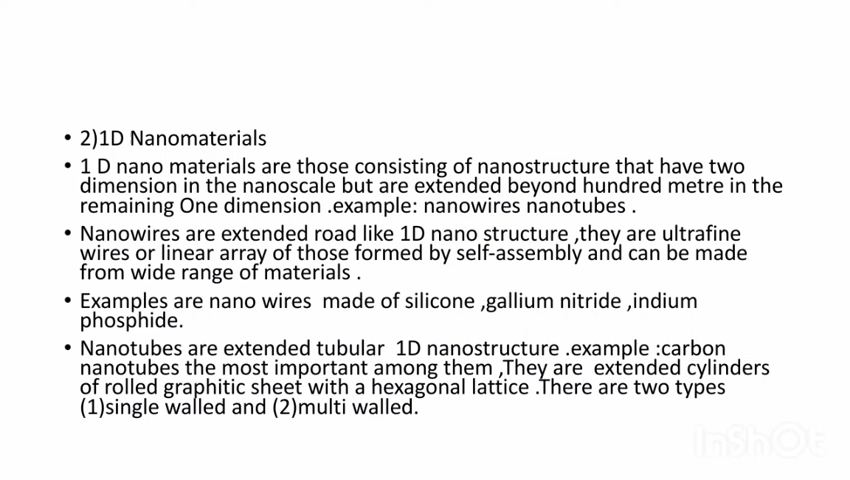 • 2)1D Nanomaterials
• 1 D nano materials are those consisting of nanostructure that have two
dimension in the nanoscale but are extended beyond hundred metre in the
remaining One dimension .example: nanowires nanotubes .
• Nanowires are extended road like 1D nano structure ,they are ultrafine
wires or linear array of those formed by self-assembly and can be made
from wide range of materials .
• Examples are nano wires  made of silicone ,gallium nitride ,indium
phosphide.
• Nanotubes are extended tubular  1D nanostructure .example :carbon
nanotubes the most important among them ,They are  extended cylinders
of rolled graphitic sheet with a hexagonal lattice .There are two types
(1)single walled and (2)multi walled.
InShOt